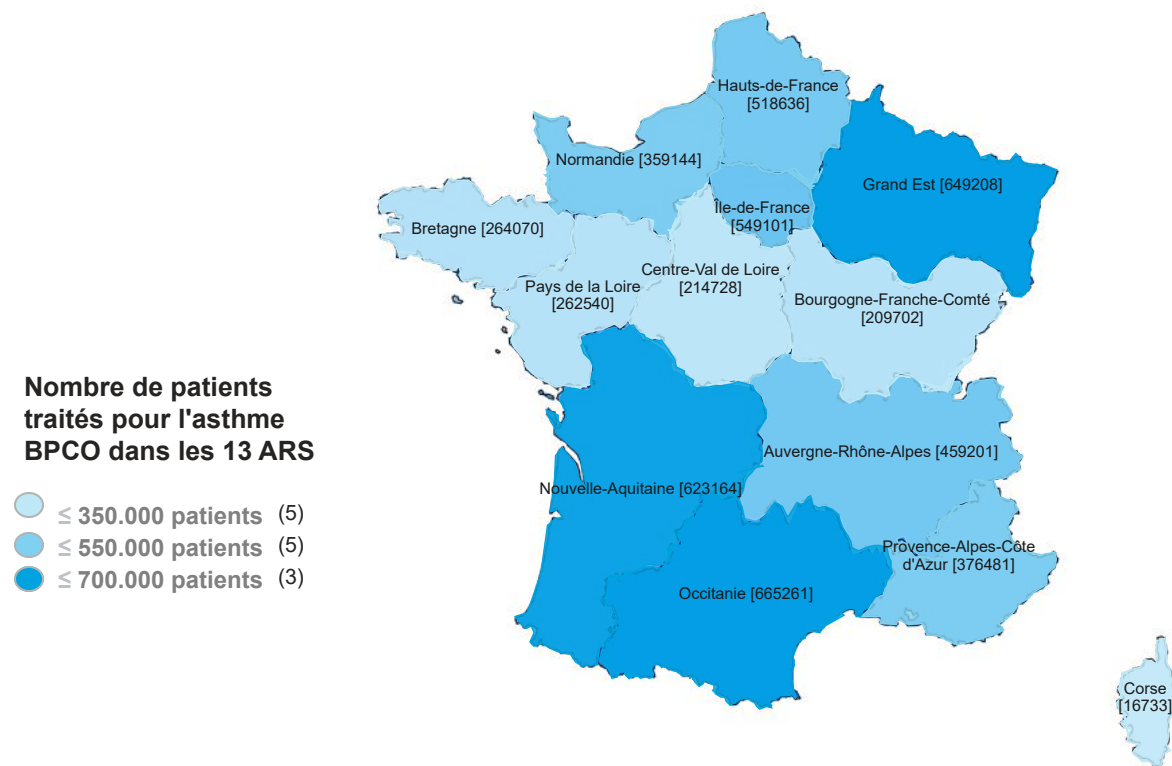 Hauts-de-France
[518636]
Normandie [359144]
Grand Est [649208]
Île-de-France
[549101]
Bretagne [264070]
Centre-Val de Loire
[214728]
Pays de la Loire
[262540]
Bourgogne-Franche-Comté
[209702]
Nombre de patients
traités pour l'asthme
BPCO dans les 13 ARS
≤ 350.000 patients (5)
≤ 550.000 patients (5)
≤ 700.000 patients (3)
Auvergne-Rhône-Alpes [459201]
Nouvelle-Aquitaine [623164]
Provence-Alpes-Côte
d'Azur [376481]
Occitanie [665261]
Corse
[16733]